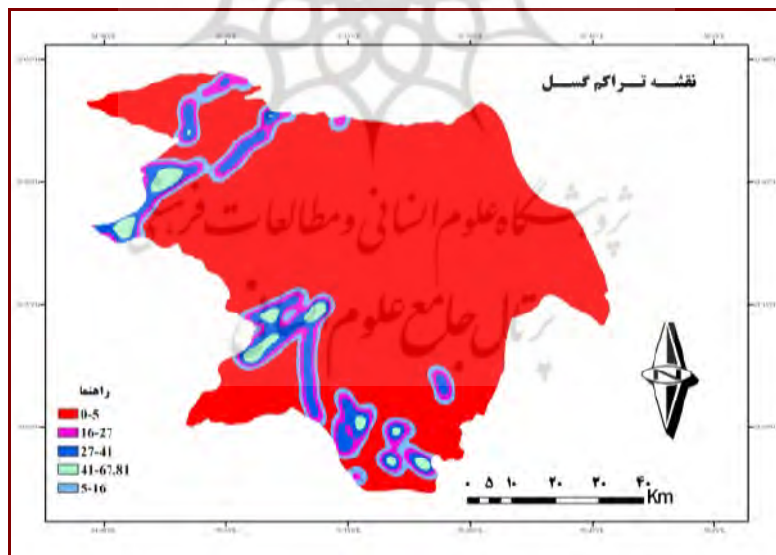 نقشه تراکم گسل
پژوهشگاه علوم انسانی و مطالعات فرهنگی
پرتال جامع علوم انسانی
N
راهنما
0-5
16-27
27-41
41-67.81
5-16
۰ ۵ ۱۰ ۲۰ ۳۰ ۴۰
Km